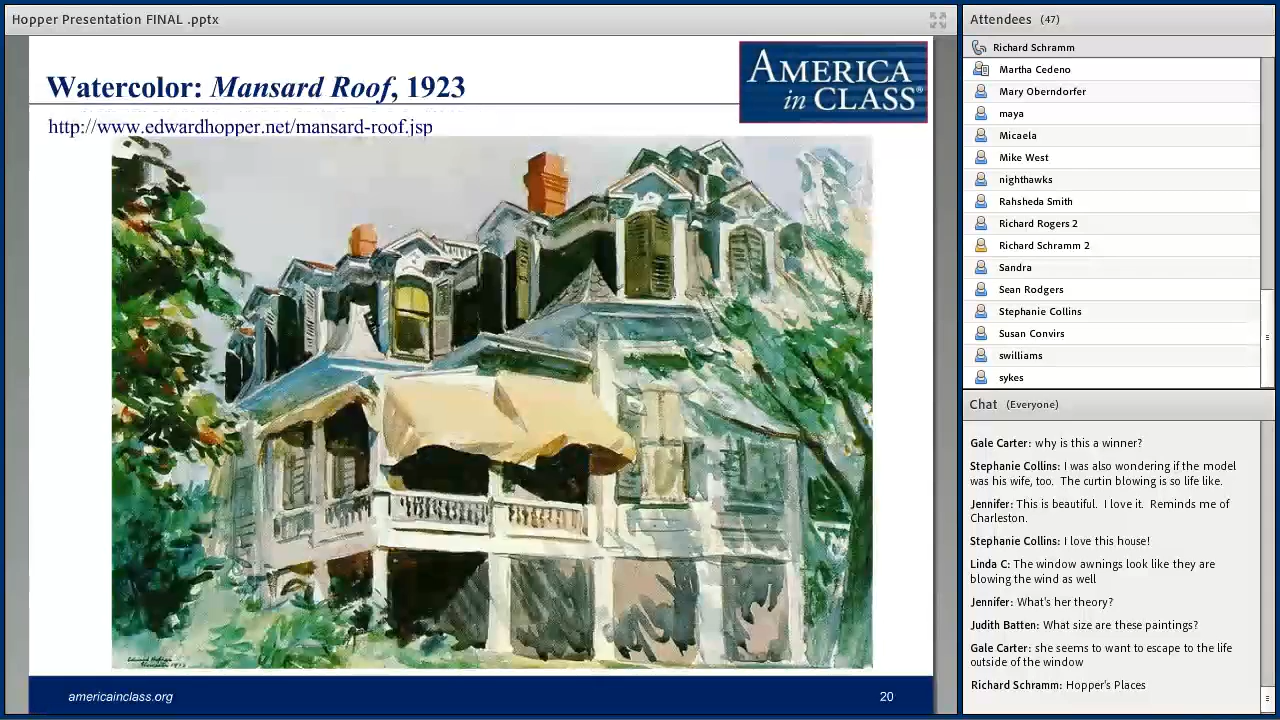 Hopper Presentation FINAL .pptx
Watercolor: Mansard Roof, 1923
http://www.edwardhopper.net/mansard-roof.jsp
AMERICA
in CLASS®
americainclass.org
20
Attendees (47)
Richard Schramm
Martha Cedeno
Mary Oberndorfer
maya
Micaela
Mike West
nighthawks
Rahsheda Smith
Richard Rogers 2
Richard Schramm 2
Sandra
Sean Rodgers
Stephanie Collins
Susan Convirs
swilliams
sykes
Chat (Everyone)
Gale Carter: why is this a winner?
Stephanie Collins: I was also wondering if the model
was his wife, too. The curtin blowing is so life like.
Jennifer: This is beautiful. I love it. Reminds me of
Charleston.
Stephanie Collins: I love this house!
Linda C: The window awnings look like they are
blowing the wind as well
Jennifer: What's her theory?
Judith Batten: What size are these paintings?
Gale Carter: seems to want to escape to the life
outside window
Richard Schramm: Hopper's Places